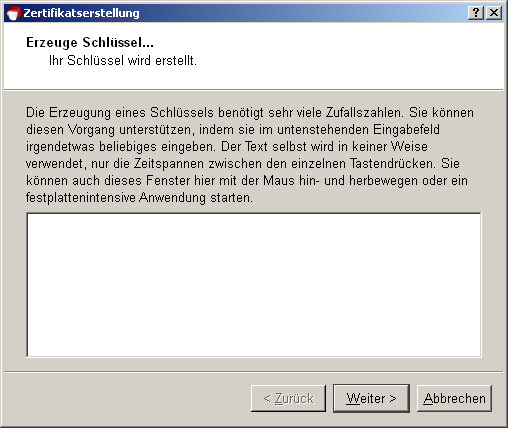 Zertifikatserstellung
Erzeuge Schlüssel...
Ihr Schlüssel wird erstellt.
Die Erzeugung eines Schlüssels benötigt sehr viele Zufallszahlen. Sie können
diesen Vorgang unterstützen, indem sie im untenstehenden Eingabefeld
irgendetwas beliebiges eingeben. Der Text selbst wird in keiner Weise
verwendet, nur die Zeitspannen zwischen den einzelnen Tastendrücken. Sie
können auch dieses Fenster hier mit der Maus hin- und herbewegen oder ein
festplattenintensive Anwendung starten.
< Zurück Weiter > Abbrechen